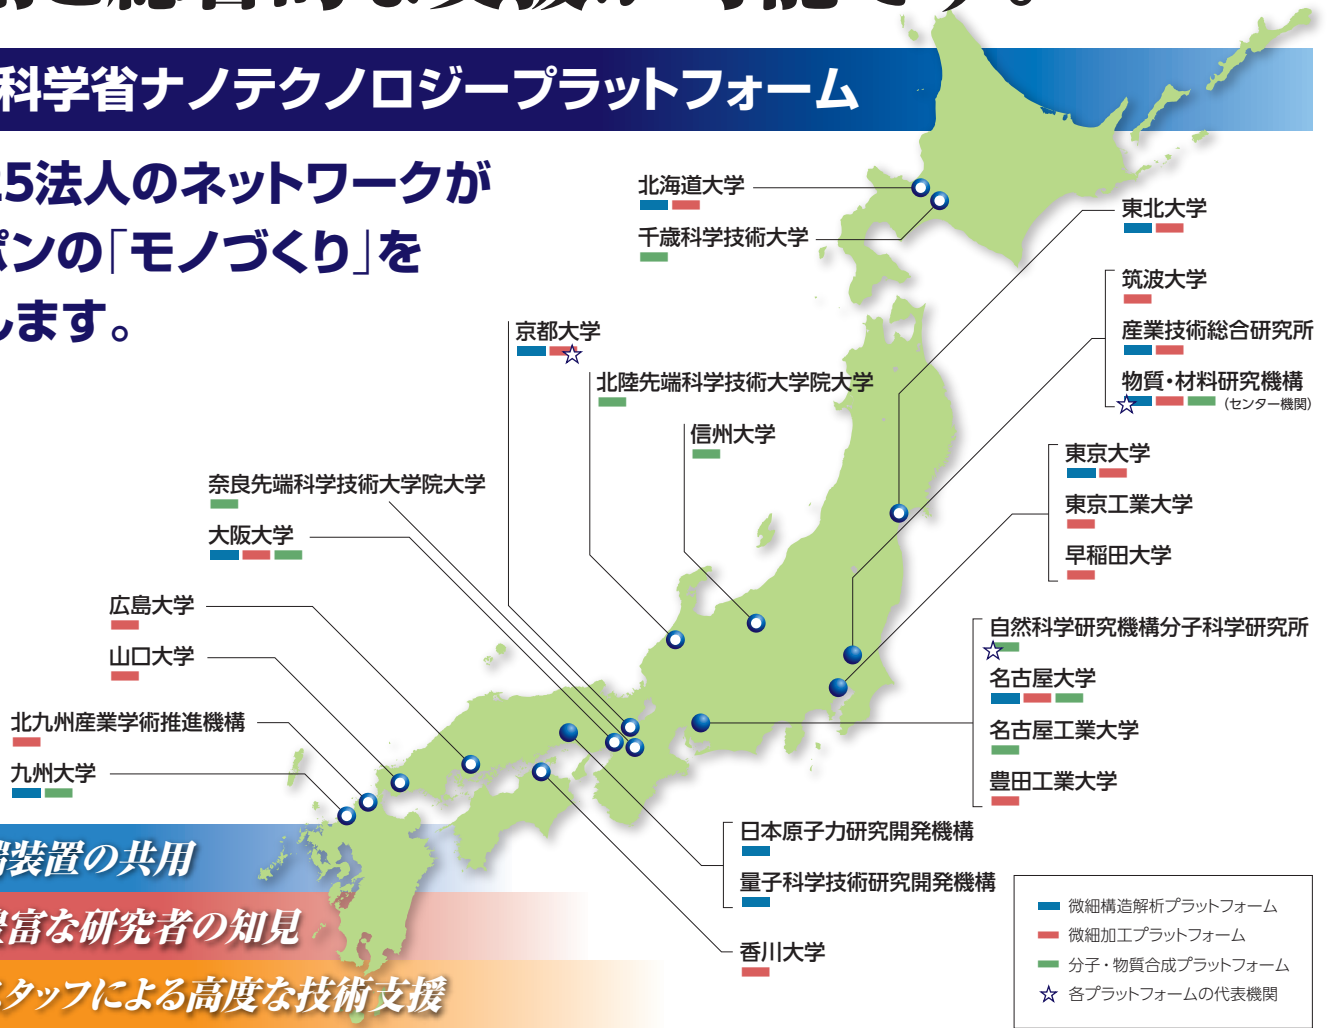 科学省ナノテクノロジープラットフォーム
25法人のネットワークが
ポンの「モノづくり」を
します。
北海道大学
千歳科学技術大学
東北大学
筑波大学
産業技術総合研究所
物質・材料研究機構
(センター機関)
京都大学
北陸先端科学技術大学院大学
信州大学
東京大学
東京工業大学
早稲田大学
奈良先端科学技術大学院大学
大阪大学
広島大学
山口大学
北九州産業学術推進機構
九州大学
自然科学研究機構分子科学研究所
名古屋大学
名古屋工業大学
豊田工業大学
日本原子力研究開発機構
量子科学技術研究開発機構
香川大学
装置の共用
豊富な研究者の知見
スタッフによる高度な技術支援
微細構造解析プラットフォーム
微細加工プラットフォーム
分子・物質合成プラットフォーム
各プラットフォームの代表機関